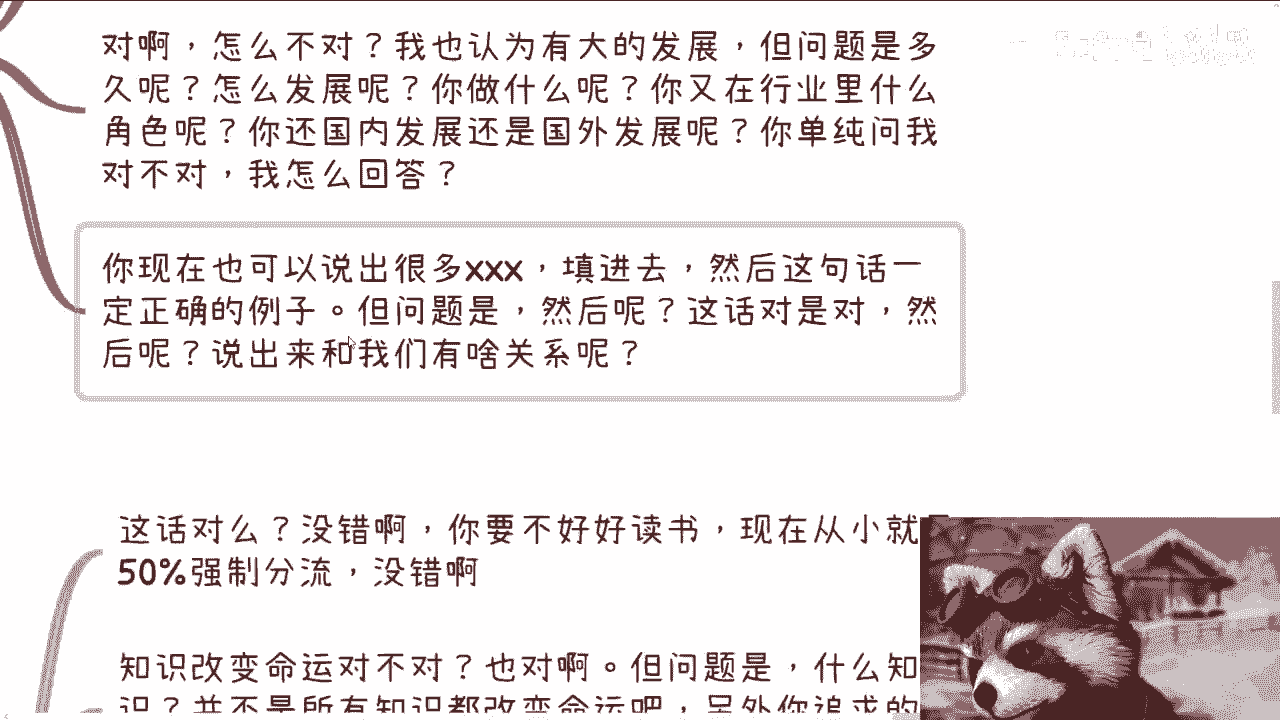 对啊，怎么不对？我也认为有大的发展，但问题是多
久呢？怎么发展呢？你做什么呢？你又在行业里什么
角色呢？你还国内发展还是国外发展呢？你单纯问我
对不对，我怎么回答？
你现在也可以说出很多xxx，填进去，然后这句话一
定正确的例子。但问题是，然后呢？这话对是对，然
后呢？说出来和我们有啥关系呢？
这话对么？没错啊，你要不好好读书，现在从小就
50%强制分流，没错啊
知识改变命运对不对？也对啊。但问题是，什么知
识？并不是所有知识都改变命运吧，另外你追求的